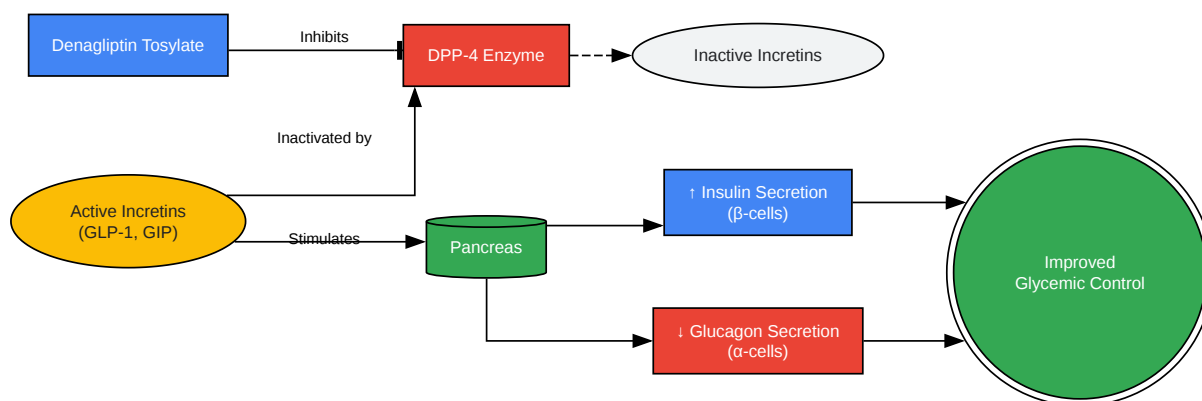 Denagliptin Tosylate
Inhibits
DPP-4 Enzyme
Inactive Incretins
Inactivated by
Active Incretins
(GLP-1, GIP)
Stimulates
Pancreas
↑ Insulin Secretion
(β-cells)
↓ Glucagon Secretion
(α-cells)
Improved
Glycemic Control